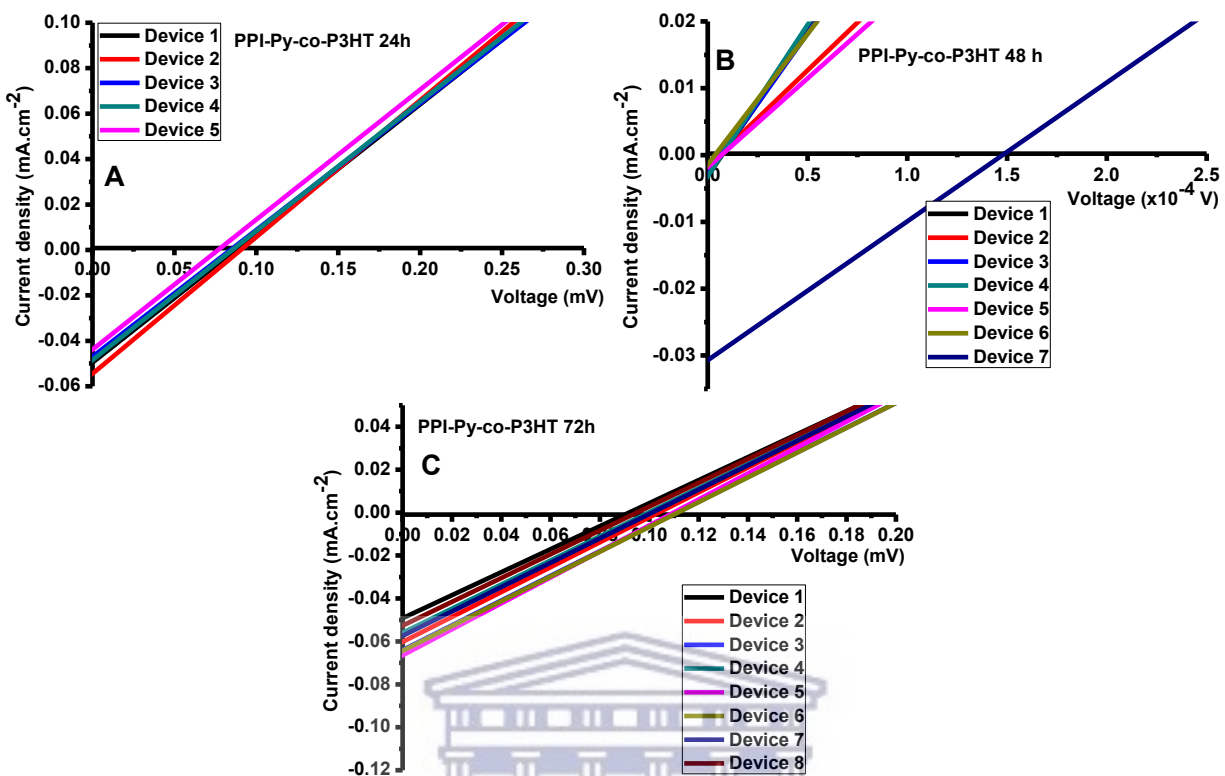 0.10
0.08
0.06
0.04
0.02
0.00
-0.02
-0.04
-0.06
Current density (mA.cm⁻²)
Device 1
Device 2
Device 3
Device 4
Device 5
PPI-Py-co-P3HT 24h
A
0.00 0.05 0.10 0.15 0.20 0.25 0.30
Voltage (mV)
0.02
0.01
0.00
-0.01
-0.02
-0.03
Current density (mA.cm⁻²)
B
PPI-Py-co-P3HT 48 h
0.0 0.5 1.0 1.5 2.0 2.5
Voltage (x10⁻⁴ V)
Device 1
Device 2
Device 3
Device 4
Device 5
Device 6
Device 7
0.04
0.02
0.00
-0.02
-0.04
-0.06
-0.08
-0.10
-0.12
Current density (mA.cm⁻²)
PPI-Py-co-P3HT 72h
C
0.00 0.02 0.04 0.06 0.08 0.10 0.12 0.14 0.16 0.18 0.20
Voltage (mV)
Device 1
Device 2
Device 3
Device 4
Device 5
Device 6
Device 7
Device 8